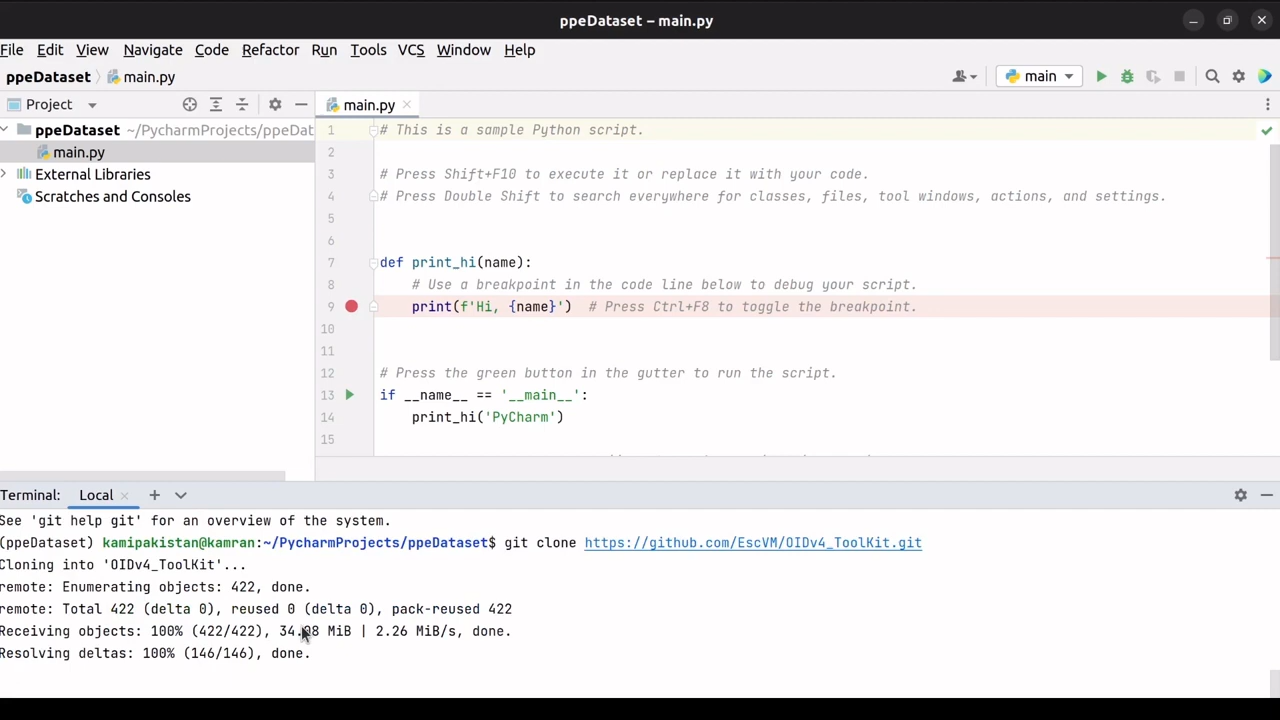 ppeDataset – main.py
File Edit View Navigate Code Refactor Run Tools VCS Window Help
ppeDataset main.py main
Project main.py
ppeDataset ~/PycharmProjects/ppeDat
main.py
External Libraries
Scratches and Consoles
1 # This is a sample Python script.
2
3 # Press Shift+F10 to execute it or replace it with your code.
4 # Press Double Shift to search everywhere for classes, files, tool windows, actions, and settings.
5
6
7 def print_hi(name):
8 # Use a breakpoint in the code line below to debug your script.
9 print(f'Hi, {name}') # Press Ctrl+F8 to toggle the breakpoint.
10
11
12 # Press the green button in the gutter to run the script.
13 if __name__ == '__main__':
14 print_hi('PyCharm')
15
Terminal: Local
See 'git help git' for an overview of the system.
(ppeDataset) kamipakistan@kamran:~/PycharmProjects/ppeDataset$ git clone https://github.com/EscVM/OIDv4_ToolKit.git
Cloning into 'OIDv4_ToolKit'...
remote: Enumerating objects: 422, done.
remote: Total 422 (delta 0), reused 0 (delta 0), pack-reused 422
Receiving objects: 100% (422/422), MiB | 2.26 MiB/s, done.
Resolving deltas: 100% (146/146), done.